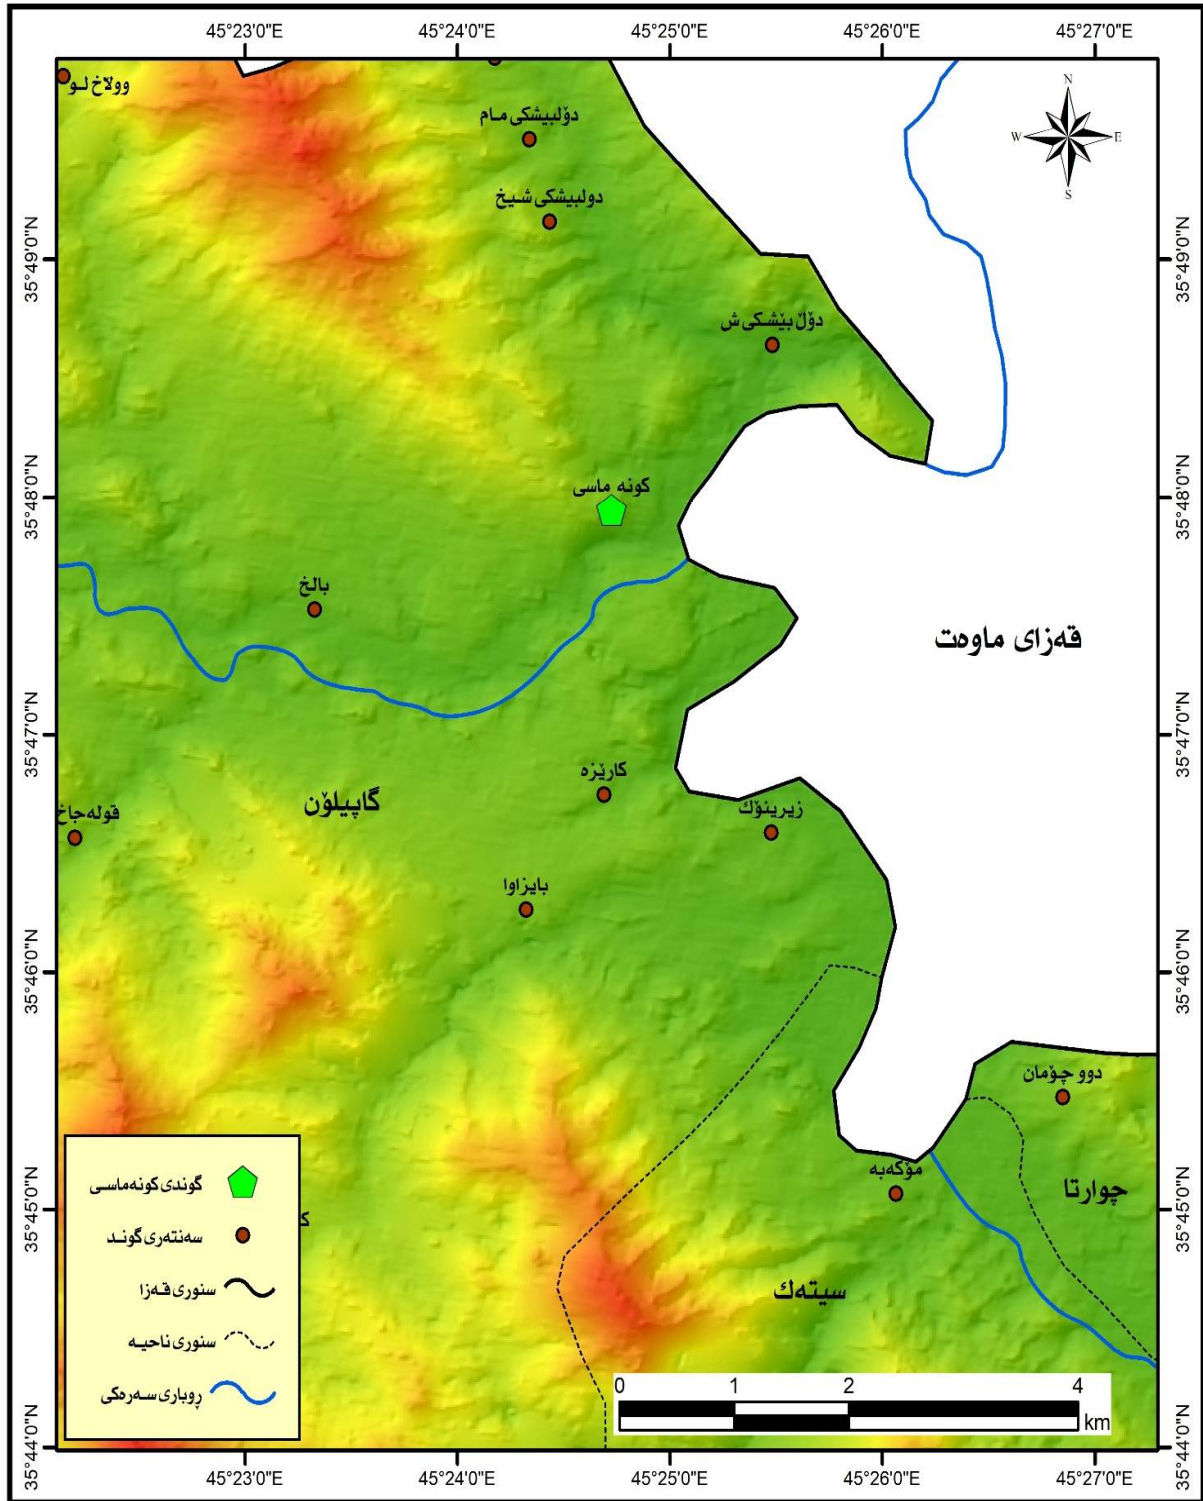 45°23'0"E 45°24'0"E 45°25'0"E 45°26'0"E 45°27'0"E
وولاخ لو
دۆلبیشکی مام
N
W E
S
دولبیشکی شیخ
35°49'0"N 35°49'0"N
دۆڵ بێشکی ش
35°48'0"N 35°48'0"N
کونه ماسی
بالخ
قەزای ماوەت
35°47'0"N 35°47'0"N
کارێزە
گاپیلۆن
قولەجاخ
زیرینۆك
بایزاوا
35°46'0"N 35°46'0"N
دوو چۆمان
مۆکەبە
چوارتا
35°45'0"N 35°45'0"N
گوندی کونەماسی
سەنتەری گوند
ک
سنوری قەزا
سیتەك
سنوری ناحیە
ڕوباری سەرەکی
0 1 2 4
km
35°44'0"N 35°44'0"N
45°23'0"E 45°24'0"E 45°25'0"E 45°26'0"E 45°27'0"E